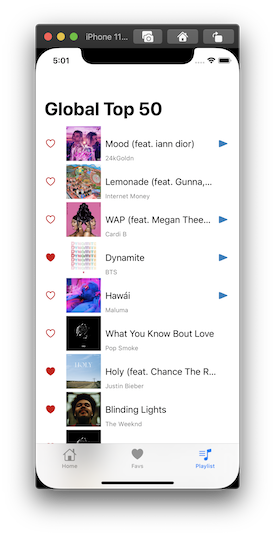 iPhone 11...
5:01
Global Top 50
Mood (feat. iann dior)
24kGoldn
Lemonade (feat. Gunna,...
Internet Money
WAP (feat. Megan Thee...
Cardi B
Dynamite
BTS
Hawái
Maluma
What You Know Bout Love
Pop Smoke
Holy (feat. Chance The R...
Justin Bieber
Blinding Lights
The Weeknd
Home
Favs
Playlist